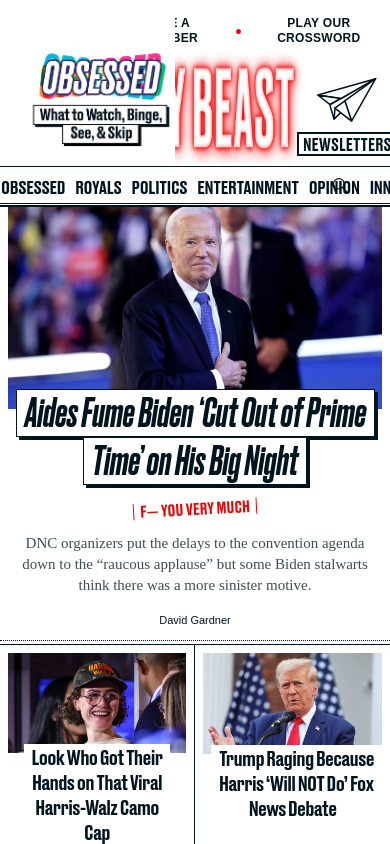 E A
BER
PLAY OUR
CROSSWORD
OBSESSED
What to Watch, Binge,
See, & Skip
Y BEAST
NEWSLETTERS
OBSESSED ROYALS POLITICS ENTERTAINMENT OPINION INN
Aides Fume Biden ‘Cut Out of Prime
Time’ on His Big Night
F— YOU VERY MUCH
DNC organizers put the delays to the convention agenda
down to the “raucous applause” but some Biden stalwarts
think there was a more sinister motive.
David Gardner
Look Who Got Their
Hands on That Viral
Harris-Walz Camo
Cap
Trump Raging Because
Harris ‘Will NOT Do’ Fox
News Debate